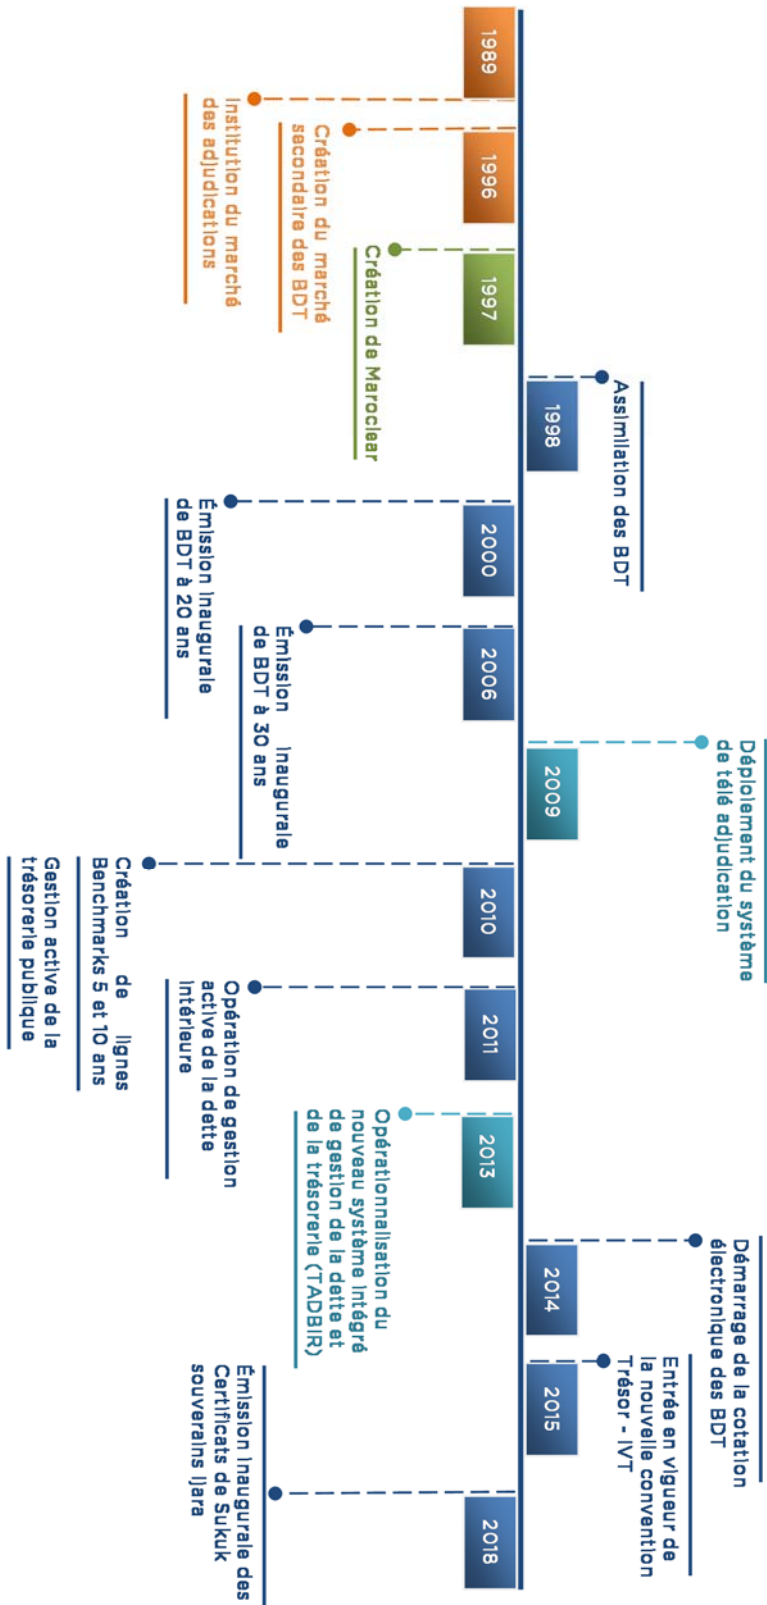 1989
Institution du marché
des adjudications
1996
Création du marché
secondaire des BDT
1997
Création de Maroclear
1998
Assimilation des BDT
2000
Émission inaugurale
de BDT à 20 ans
2006
Émission inaugurale
de BDT à 30 ans
2009
Déploiement du système
de télé adjudication
2010
Création de lignes
Benchmarks 5 et 10 ans
Gestion active de la
trésorerie publique
2011
Opération de gestion
active de la dette
intérieure
2013
Opérationnalisation du
nouveau système intégré
de gestion de la dette et
de la trésorerie (TADBIR)
2014
Démarrage de la cotation
électronique des BDT
2015
Entrée en vigueur de
la nouvelle convention
Trésor - IVT
2018
Émission inaugurale des
Certificats de Sukuk
souverains Ijara